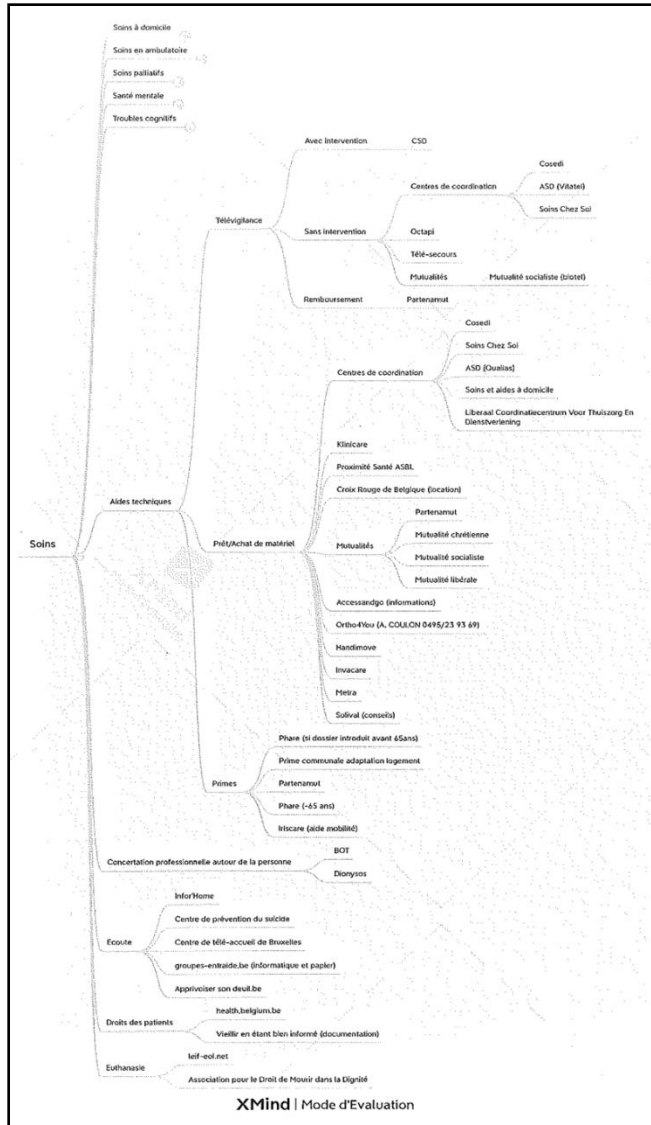 Soins à domicile
Soins en ambulatoire
Soins palliatifs
Santé mentale
Troubles cognitifs
Avec intervention
CSD
Cosedi
Centres de coordination
ASD (Vitatel)
Soins Chez Soi
Télévigilance
Sans intervention
Octapi
Télé-secours
Mutualités
Mutualité socialiste (biotel)
Remboursement
Partenamut
Cosedi
Soins Chez Soi
Centres de coordination
ASD (Qualias)
Soins et aides à domicile
Liberaal Coordinatiecentrum Voor Thuiszorg En
Dienstverlening
Klinicare
Proximité Santé ASBL
Croix Rouge de Belgique (location)
Aides techniques
Partenamut
Mutualité chrétienne
Soins
Prêt/Achat de matériel
Mutualités
Mutualité socialiste
Mutualité libérale
Accessandgo (informations)
Ortho4You (A. COULON 0495/23 93 69)
Handimove
Invacare
Metra
Solival (conseils)
Phare (si dossier introduit avant 65ans)
Prime communale adaptation logement
Primes
Partenamut
Phare (-65 ans)
Iriscare (aide mobilité)
Concertation professionnelle autour de la personne
BOT
Dionysos
Infor'Home
Centre de prévention du suicide
Ecoute
Centre de télé-accueil de Bruxelles
groupes-entraide.be (informatique et papier)
Apprivoiser son deuil.be
Droits des patients
health.belgium.be
Vieillir en étant bien informé (documentation)
Euthanasie
leif-eol.net
Association pour le Droit de Mourir dans la Dignité
XMind | Mode d'Evaluation